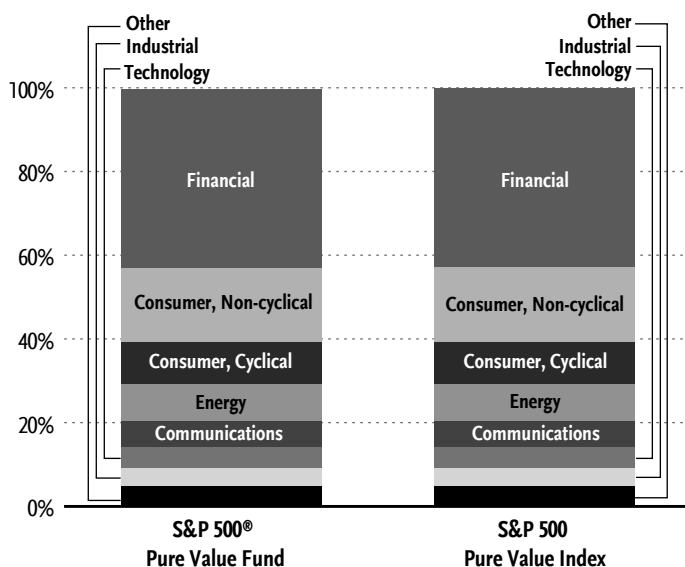 Other
Industrial
Technology
Other
Industrial
Technology
100%
80%
60%
40%
20%
0%
Financial
Consumer, Non-cyclical
Consumer, Cyclical
Energy
Communications
Financial
Consumer, Non-cyclical
Consumer, Cyclical
Energy
Communications
S&P 500®
Pure Value Fund
S&P 500
Pure Value Index